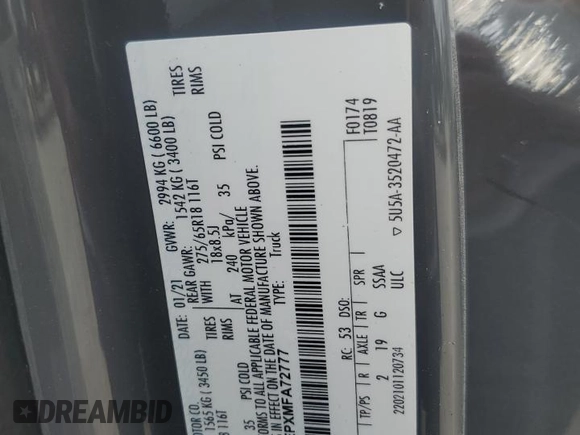 DATE: 01/21 GVWR: 2994 KG ( 6600 LB)
OTOR CO.
1565 KG ( 3450 LB) REAR GAWR: 1542 KG ( 3400 LB)
TIRES WITH 275/65R18 116T TIRES
RIMS 18x8.5J RIMS
35 PSI COLD AT 240 kPa/ 35 PSI COLD
ORMS TO ALL APPLICABLE FEDERAL MOTOR VEHICLE
IN EFFECT ON THE DATE OF MANUFACTURE SHOWN ABOVE.
PXMFA72777 TYPE: Truck
F0174
T0819
RC: 53 DSO:
TP/PS I AXLE TR SPR
2 19 G SSAA
2202101120734 ULC
▽ 5U5A-3520472-AA
DREAMBID